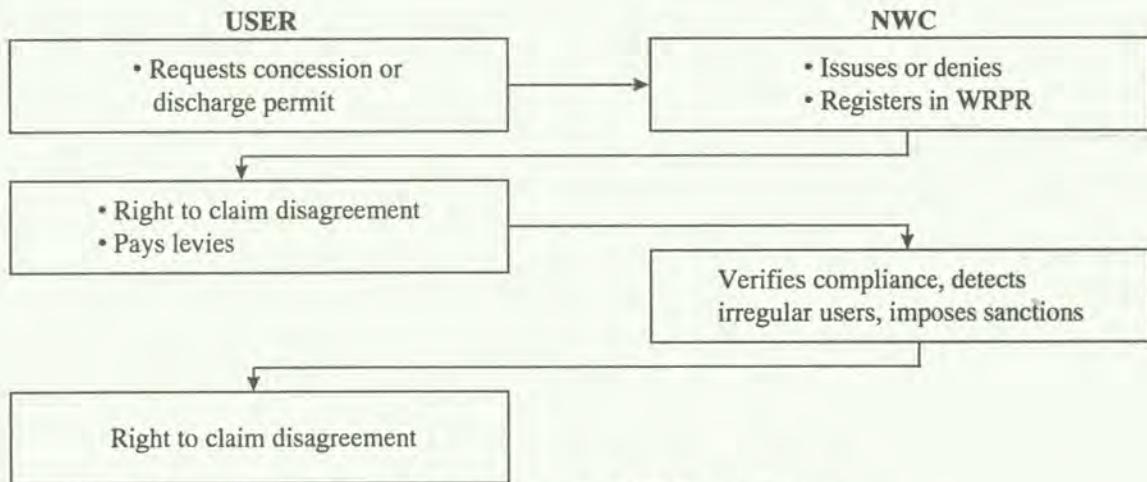 USER
NWC
• Requests concession or
discharge permit
• Issuses or denies
• Registers in WRPR
• Right to claim disagreement
• Pays levies
Verifies compliance, detects
irregular users, imposes sanctions
Right to claim disagreement